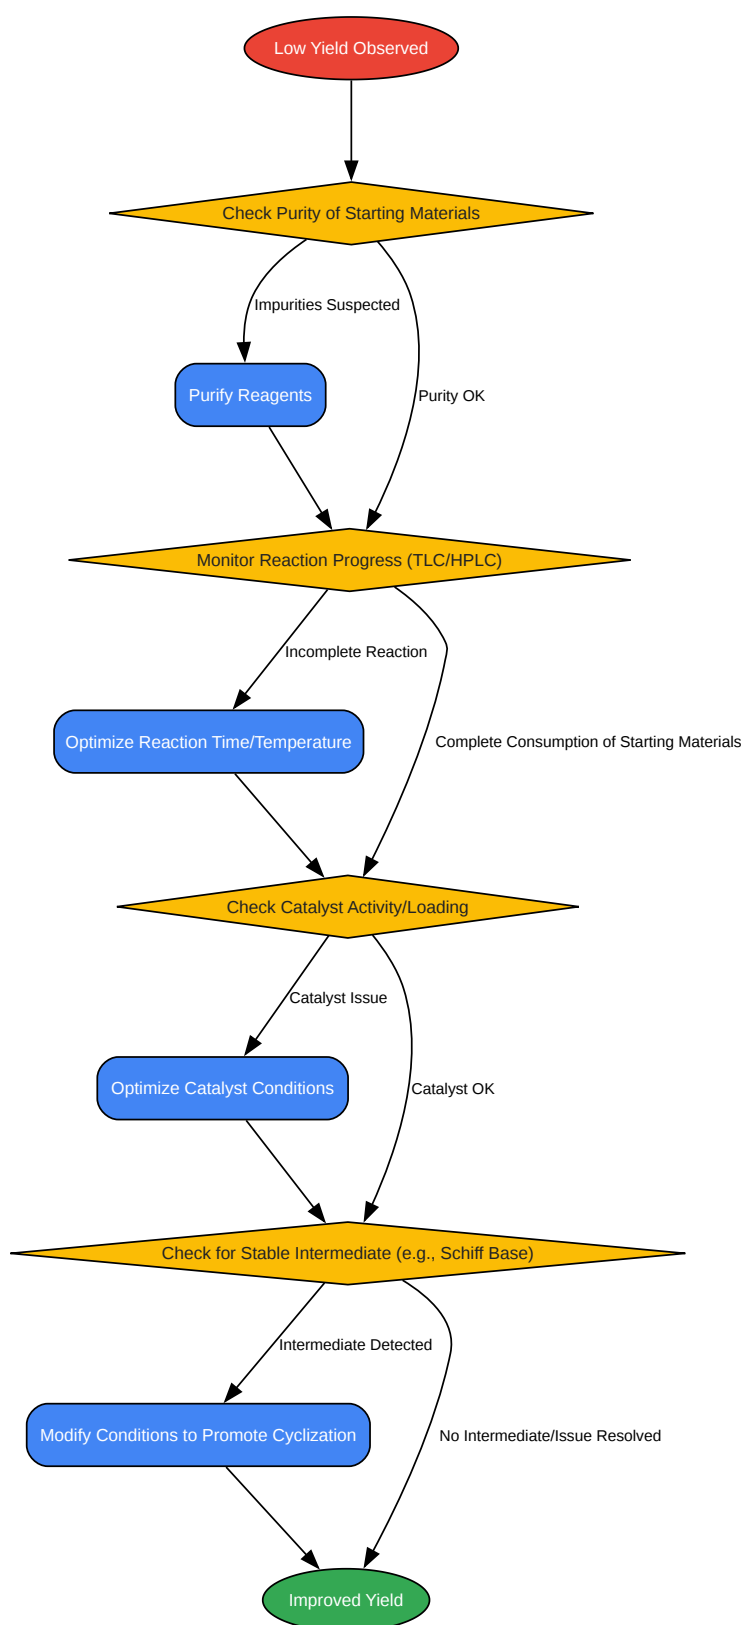 Low Yield Observed
Check Purity of Starting Materials
Impurities Suspected
Purify Reagents
Purity OK
Monitor Reaction Progress (TLC/HPLC)
Incomplete Reaction
Optimize Reaction Time/Temperature
Complete Consumption of Starting Materials
Check Catalyst Activity/Loading
Catalyst Issue
Optimize Catalyst Conditions
Catalyst OK
Check for Stable Intermediate (e.g., Schiff Base)
Intermediate Detected
Modify Conditions to Promote Cyclization
No Intermediate/Issue Resolved
Improved Yield